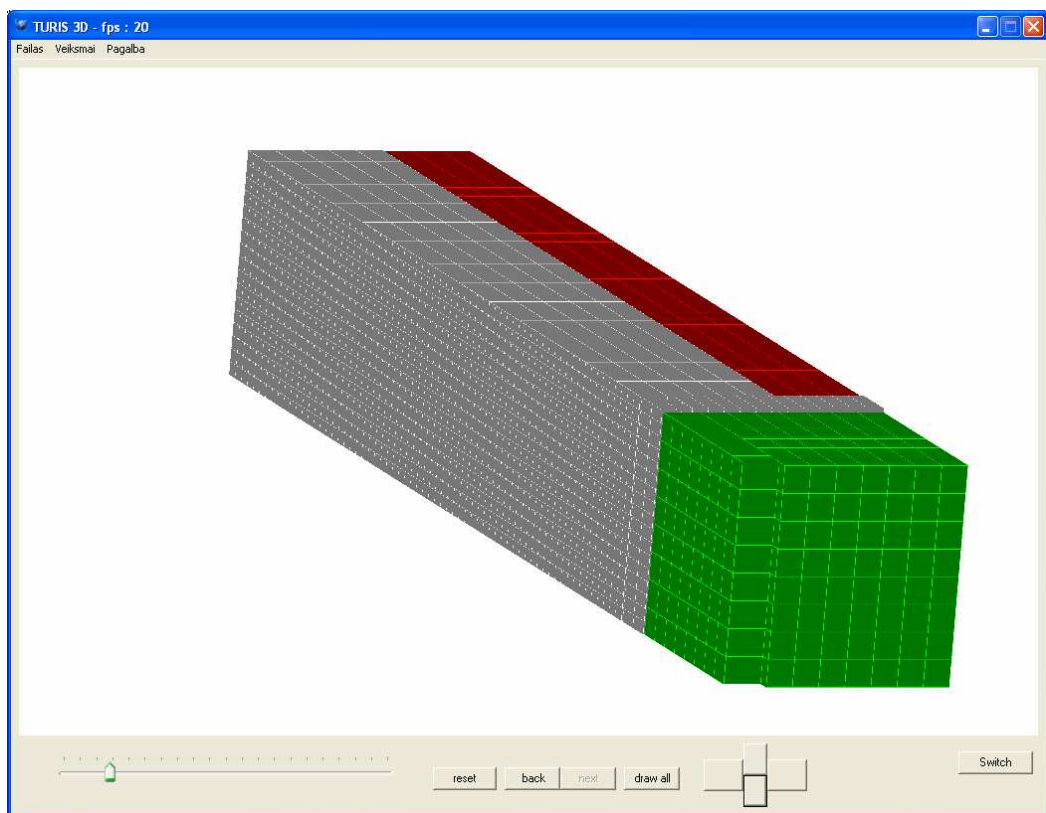 TURIS 3D - fps : 20
Failas Veiksmai Pagalba
reset back next draw all Switch